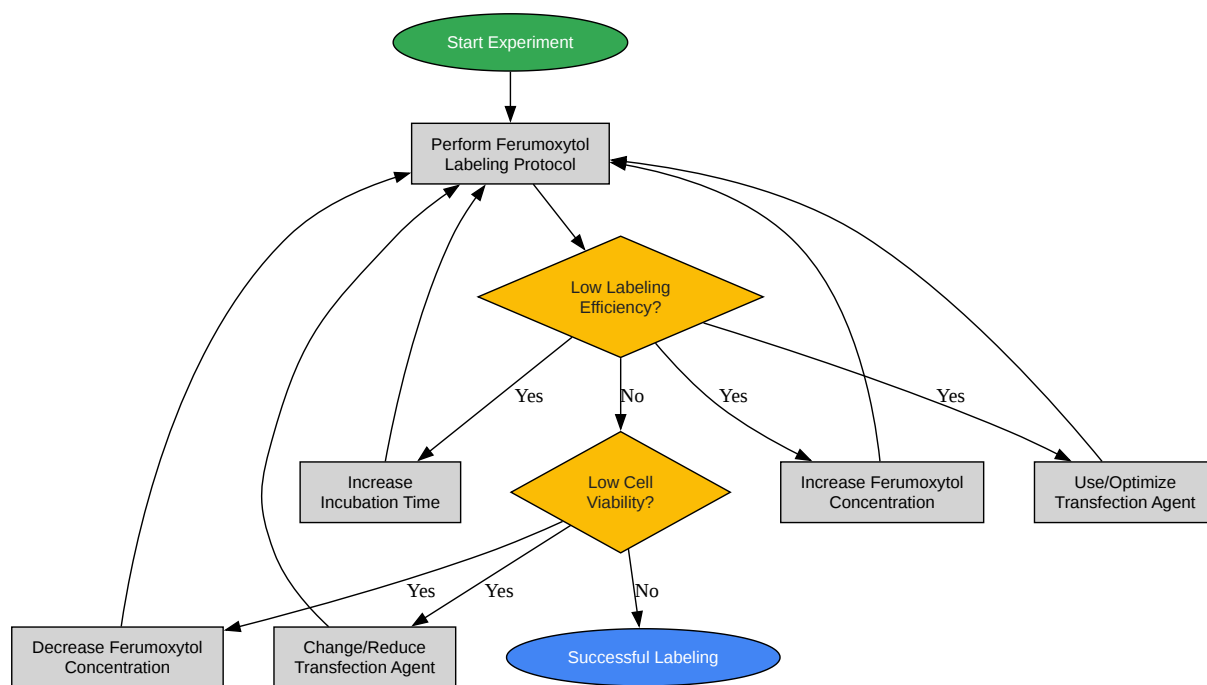 Start Experiment
Perform Ferumoxytol
Labeling Protocol
Low Labeling
Efficiency?
Yes
No
Yes
Yes
Increase
Incubation Time
Low Cell
Viability?
Increase Ferumoxytol
Concentration
Use/Optimize
Transfection Agent
Yes
Yes
No
Decrease Ferumoxytol
Concentration
Change/Reduce
Transfection Agent
Successful Labeling